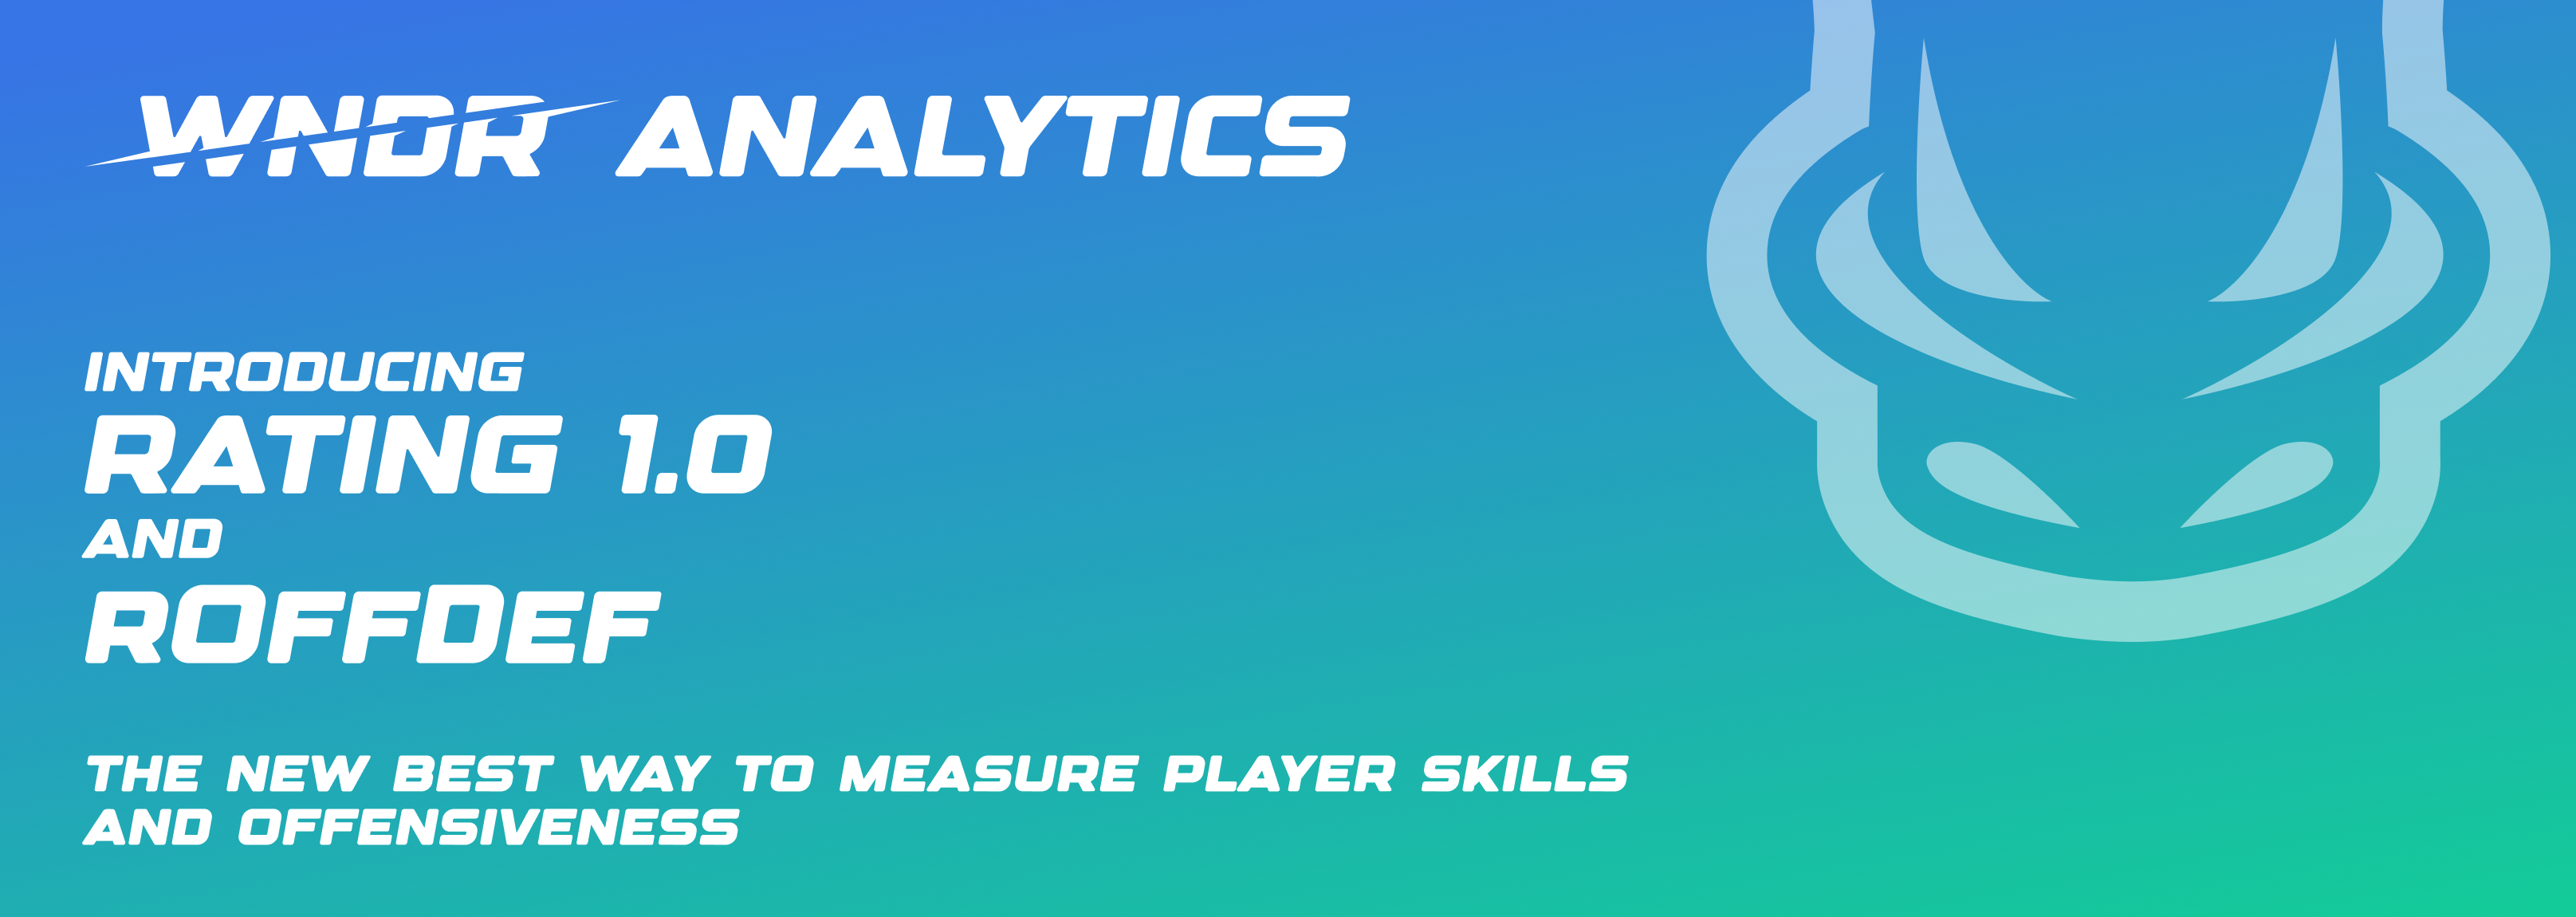 WNDR ANALYTICS
INTRODUCING
RATING 1.0
AND
ROFFDEF
THE NEW BEST WAY TO MEASURE PLAYER SKILLS
AND OFFENSIVENESS